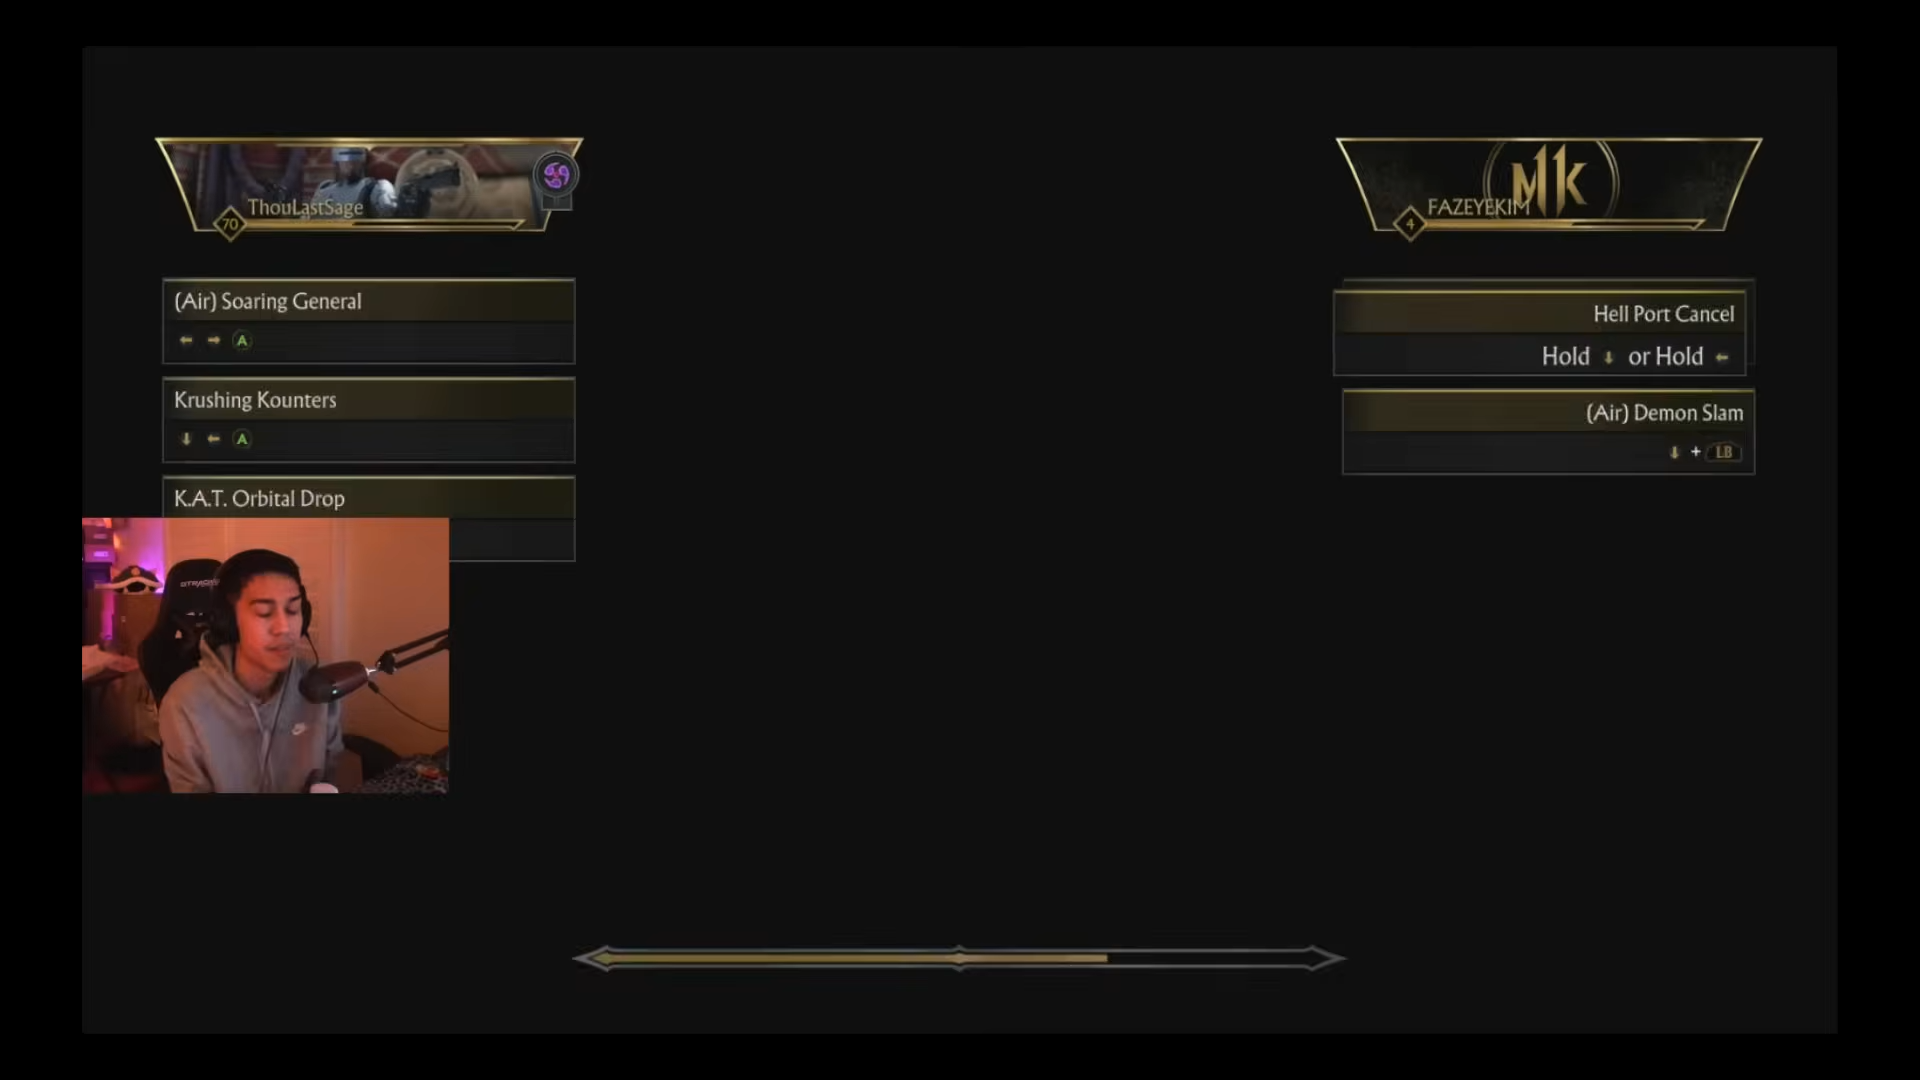 ThouLastSage
70
(Air) Soaring General
A
Krushing Kounters
A
K.A.T. Orbital Drop
MK
FAZEYEKIM
4
Hell Port Cancel
Hold or Hold
(Air) Demon Slam
+ LB